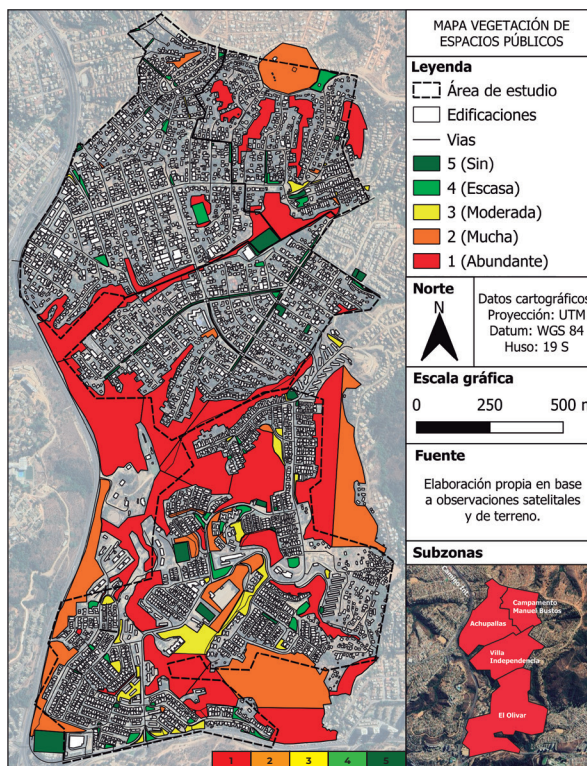 MAPA VEGETACIÓN DE
ESPACIOS PÚBLICOS
Leyenda
Área de estudio
Edificaciones
Vias
5 (Sin)
4 (Escasa)
3 (Moderada)
2 (Mucha)
1 (Abundante)
Norte
N
Datos cartográficos
Proyección: UTM
Datum: WGS 84
Huso: 19 S
Escala gráfica
0 250 500 m
Fuente
Elaboración propia en base
a observaciones satelitales
y de terreno.
Subzonas
Campamento
Manuel Bustos
Achupallas
Villa
Independencia
El Olivar
1 2 3 4 5